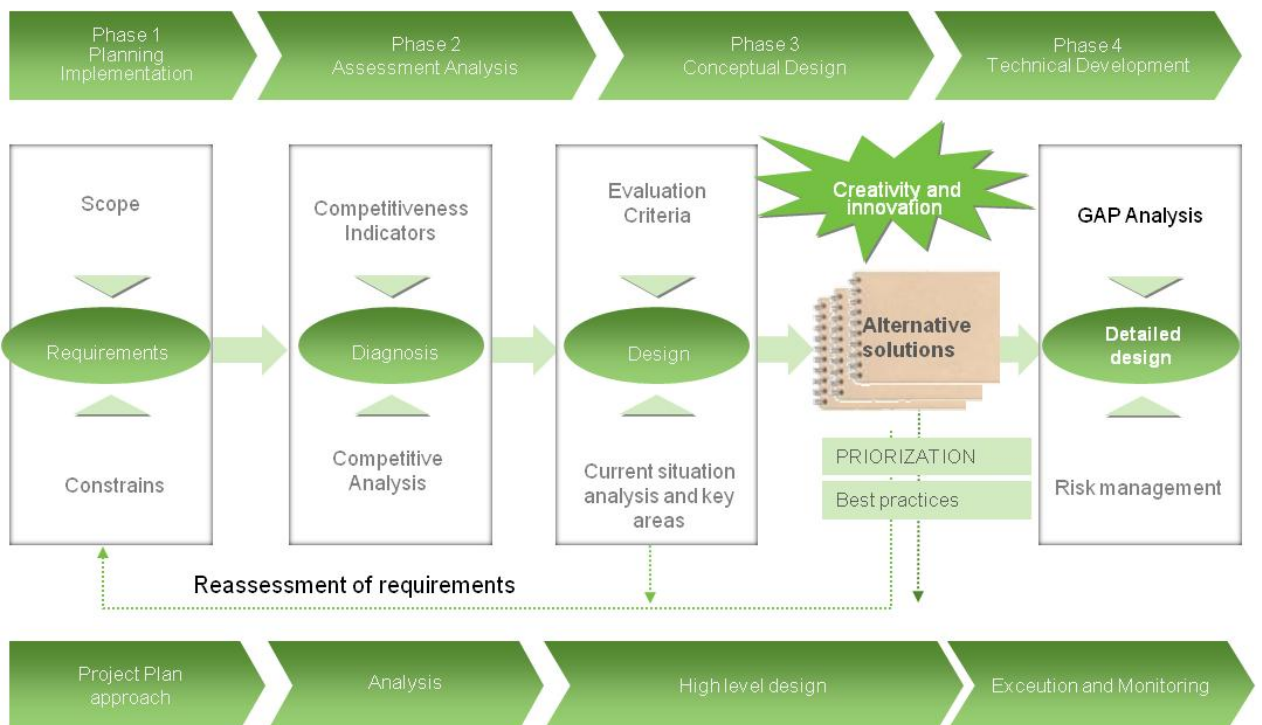 Phase 1
Planning
Implementation
Phase 2
Assessment Analysis
Phase 3
Conceptual Design
Phase 4
Technical Development
Scope
Requirements
Constrains
Competitiveness
Indicators
Diagnosis
Competitive
Analysis
Evaluation
Criteria
Design
Current situation
analysis and key
areas
Creativity and
innovation
Alternative
solutions
PRIORIZATION
Best practices
GAP Analysis
Detailed
design
Risk management
Reassessment of requirements
Project Plan
approach
Analysis
High level design
Exceution and Monitoring